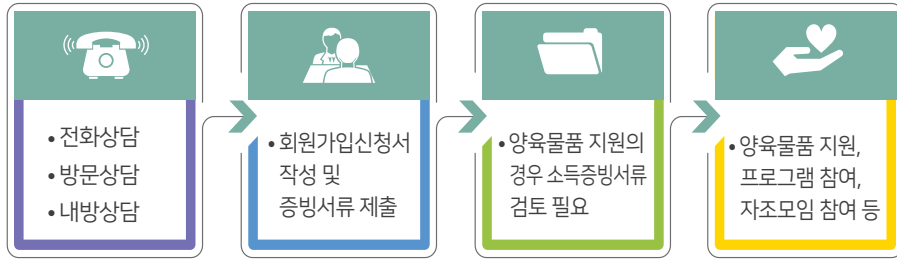 • 전화상담
• 방문상담
• 내방상담
• 회원가입신청서
작성 및
증빙서류 제출
• 양육물품 지원의
경우 소득증빙서류
검토 필요
• 양육물품 지원,
프로그램 참여,
자조모임 참여 등